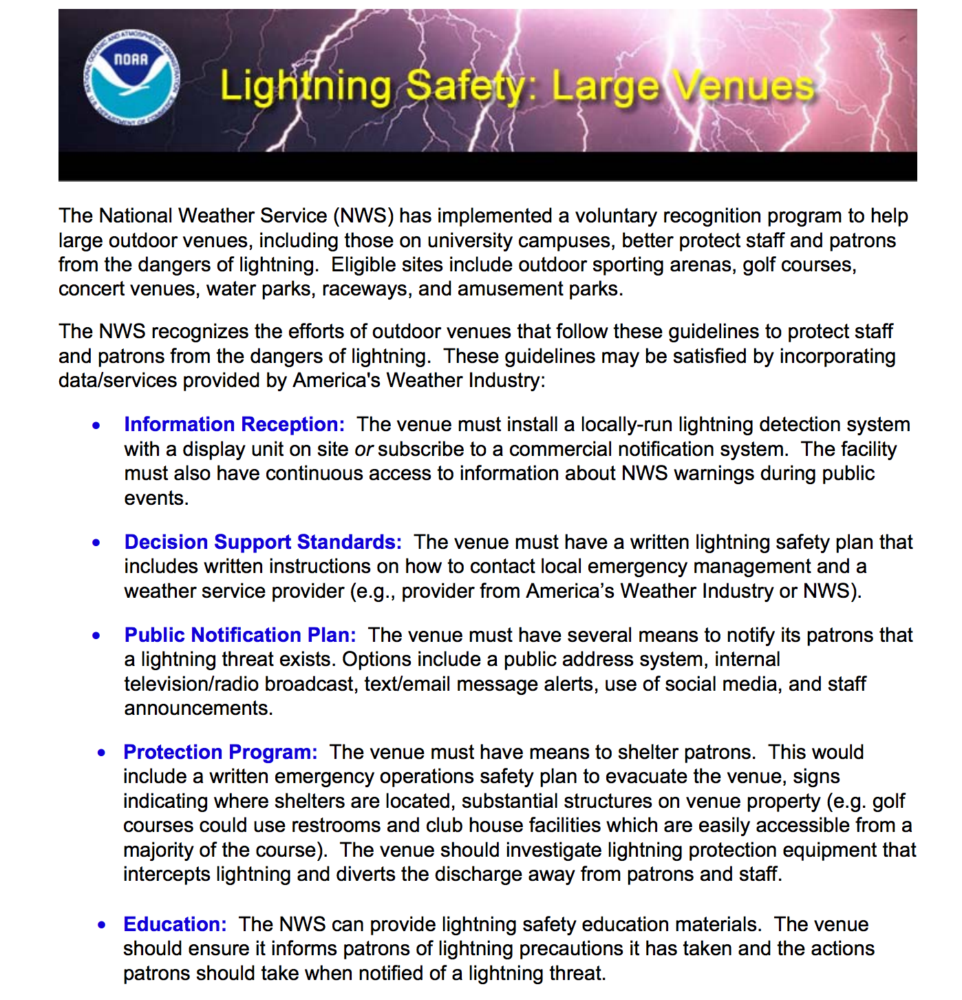 NOAA
NATIONAL OCEANIC AND ATMOSPHERIC ADMINISTRATION
U.S. DEPARTMENT OF COMMERCE
Lightning Safety: Large Venues
The National Weather Service (NWS) has implemented a voluntary recognition program to help
large outdoor venues, including those on university campuses, better protect staff and patrons
from the dangers of lightning.  Eligible sites include outdoor sporting arenas, golf courses,
concert venues, water parks, raceways, and amusement parks.
The NWS recognizes the efforts of outdoor venues that follow these guidelines to protect staff
and patrons from the dangers of lightning.  These guidelines may be satisfied by incorporating
data/services provided by America's Weather Industry:
• Information Reception:  The venue must install a locally-run lightning detection system
with a display unit on site or subscribe to a commercial notification system.  The facility
must also have continuous access to information about NWS warnings during public
events.
• Decision Support Standards:  The venue must have a written lightning safety plan that
includes written instructions on how to contact local emergency management and a
weather service provider (e.g., provider from America’s Weather Industry or NWS).
• Public Notification Plan:  The venue must have several means to notify its patrons that
a lightning threat exists. Options include a public address system, internal
television/radio broadcast, text/email message alerts, use of social media, and staff
announcements.
• Protection Program:  The venue must have means to shelter patrons.  This would
include a written emergency operations safety plan to evacuate the venue, signs
indicating where shelters are located, substantial structures on venue property (e.g. golf
courses could use restrooms and club house facilities which are easily accessible from a
majority of the course).  The venue should investigate lightning protection equipment that
intercepts lightning and diverts the discharge away from patrons and staff.
• Education:  The NWS can provide lightning safety education materials.  The venue
should ensure it informs patrons of lightning precautions it has taken and the actions
patrons should take when notified of a lightning threat.